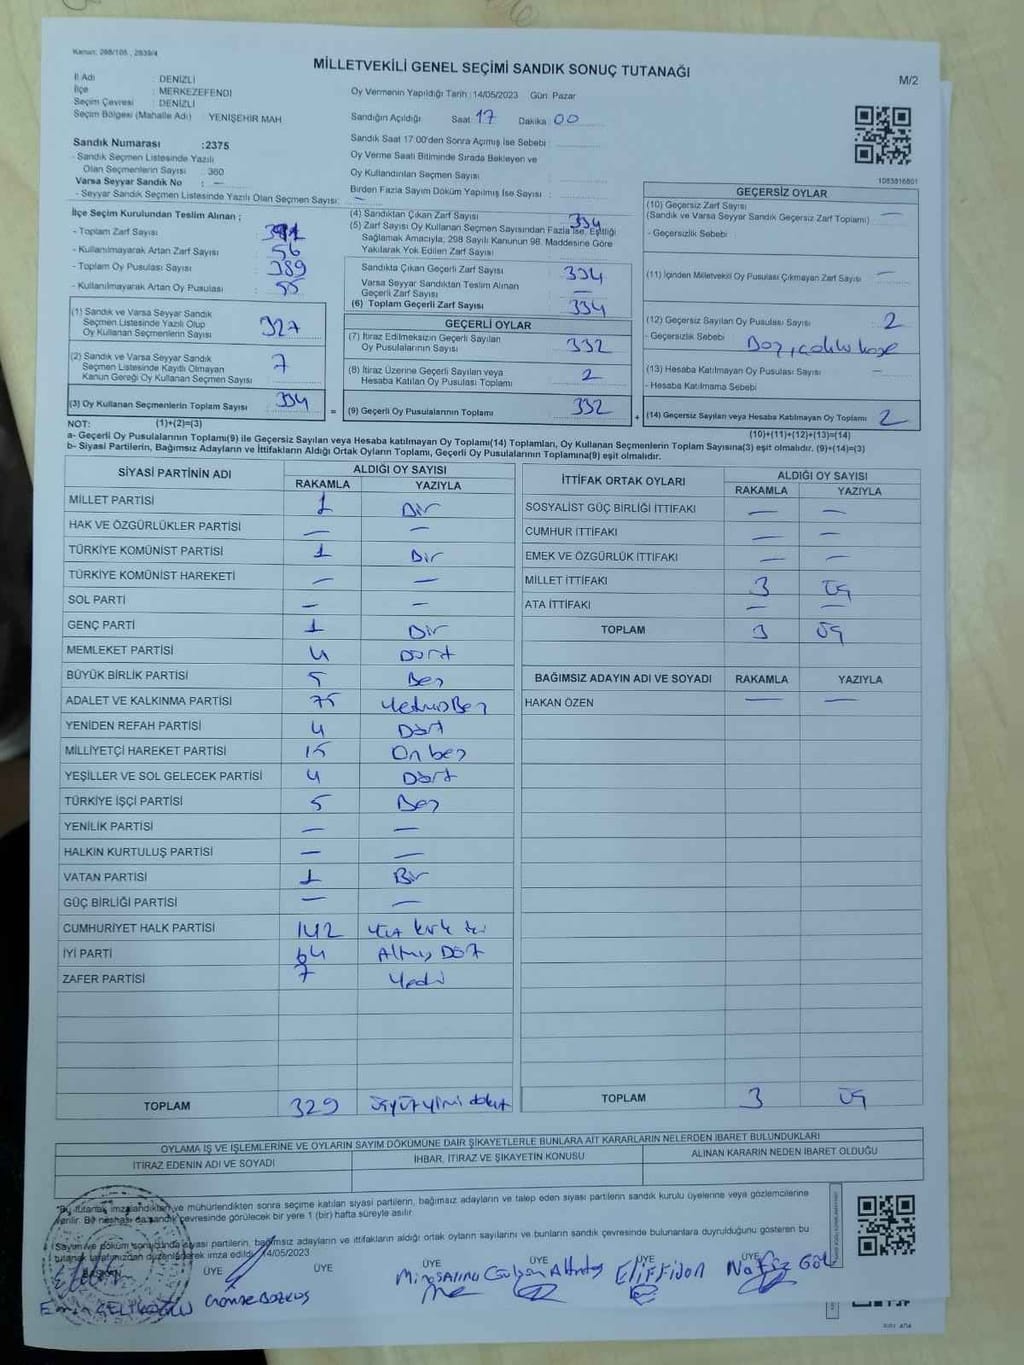 Kanun: 298/105 , 2839/4
MİLLETVEKİLİ GENEL SEÇİMİ SANDIK SONUÇ TUTANAĞI
M/2
İl Adı : DENİZLİ
İlçe : MERKEZEFENDİ
Seçim Çevresi : DENİZLİ
Seçim Bölgesi (Mahalle Adı) YENİŞEHİR MAH
Sandık Numarası :2375
- Sandık Seçmen Listesinde Yazılı
Olan Seçmenlerin Sayısı : 360
Varsa Seyyar Sandık No : —
- Seyyar Sandık Seçmen Listesinde Yazılı Olan Seçmen Sayısı: —
Oy Vermenin Yapıldığı Tarih : 14/05/2023 Gün: Pazar
Sandığın Açıldığı Saat 17 Dakika 00
Sandık Saat 17:00'den Sonra Açımış İse Sebebi :
Oy Verme Saati Bitiminde Sırada Bekleyen ve
Oy Kullandırılan Seçmen Sayısı :
Birden Fazla Sayım Döküm Yapılmış İse Sayısı :
İlçe Seçim Kurulundan Teslim Alınan ;
- Toplam Zarf Sayısı :
- Kullanılmayarak Artan Zarf Sayısı : 56
- Toplam Oy Pusulası Sayısı : 389
- Kullanılmayarak Artan Oy Pusulası : 55
(1) Sandık ve Varsa Seyyar Sandık
Seçmen Listesinde Yazılı Olup
Oy Kullanan Seçmenlerin Sayısı : 327
(2) Sandık ve Varsa Seyyar Sandık
Seçmen Listesinde Kayıtlı Olmayan
Kanun Gereği Oy Kullanan Seçmen Sayısı : 7
(3) Oy Kullanan Seçmenlerin Toplam Sayısı : 334
(4) Sandıktan Çıkan Zarf Sayısı : 334
(5) Zarf Sayısı Oy Kullanan Seçmen Sayısından Fazla İse, Eşitliği
Sağlamak Amacıyla; 298 Sayılı Kanunun 98. Maddesine Göre
Yakılarak Yok Edilen Zarf Sayısı :
Sandıkta Çıkan Geçerli Zarf Sayısı : 334
Varsa Seyyar Sandıktan Teslim Alınan
Geçerli Zarf Sayısı : —
(6) Toplam Geçerli Zarf Sayısı : 334
GEÇERLİ OYLAR
(7) İtiraz Edilmeksizin Geçerli Sayılan
Oy Pusulalarının Sayısı : 332
(8) İtiraz Üzerine Geçerli Sayılan veya
Hesaba Katılan Oy Pusulası Toplamı : 2
= (9) Geçerli Oy Pusulalarının Toplamı : 332
1083816801
GEÇERSİZ OYLAR
(10) Geçersiz Zarf Sayısı
(Sandık ve Varsa Seyyar Sandık Geçersiz Zarf Toplamı) : —
- Geçersizlik Sebebi :
(11) İçinden Milletvekil Oy Pusulası Çıkmayan Zarf Sayısı : —
(12) Geçersiz Sayılan Oy Pusulası Sayısı : 2
- Geçersizlik Sebebi :
(13) Hesaba Katılmayan Oy Pusulası Sayısı : —
- Hesaba Katılmama Sebebi
+ (14) Geçersiz Sayılan veya Hesaba Katılmayan Oy Toplamı 2
NOT: (1)+(2)=(3)
(10)+(11)+(12)+(13)=(14)
a- Geçerli Oy Pusulalarının Toplamı(9) ile Geçersiz Sayılan veya Hesaba katılmayan Oy Toplamı(14) Toplamları, Oy Kullanan Seçmenlerin Toplam Sayısına(3) eşit olmalıdır. (9)+(14)=(3)
b- Siyasi Partilerin, Bağımsız Adayların ve İttifakların Aldığı Ortak Oyların Toplamı, Geçerli Oy Pusulalarının Toplamına(9) eşit olmalıdır.
SİYASİ PARTİNİN ADI ALDIĞI OY SAYISI
RAKAMLA YAZIYLA
MİLLET PARTİSİ 1 Bir
HAK VE ÖZGÜRLÜKLER PARTİSİ — —
TÜRKİYE KOMÜNİST PARTİSİ 1 Bir
TÜRKİYE KOMÜNİST HAREKETİ — —
SOL PARTİ — —
GENÇ PARTİ 1 Bir
MEMLEKET PARTİSİ 4 Dört
BÜYÜK BİRLİK PARTİSİ 5 Beş
ADALET VE KALKINMA PARTİSİ 75 YetmişBeş
YENİDEN REFAH PARTİSİ 4 Dört
MİLLİYETÇİ HAREKET PARTİSİ 15 On beş
YEŞİLLER VE SOL GELECEK PARTİSİ 4 Dört
TÜRKİYE İŞÇİ PARTİSİ 5 Beş
YENİLİK PARTİSİ — —
HALKIN KURTULUŞ PARTİSİ — —
VATAN PARTİSİ 1 Bir
GÜÇ BİRLİĞİ PARTİSİ — —
CUMHURİYET HALK PARTİSİ 142 Yüz kırk iki
İYİ PARTİ 64 Altmış Dört
ZAFER PARTİSİ 7 Yedi
TOPLAM 329 üçyüzyirmi dokuz
İTTİFAK ORTAK OYLARI ALDIĞI OY SAYISI
RAKAMLA YAZIYLA
SOSYALİST GÜÇ BİRLİĞİ İTTİFAKI — —
CUMHUR İTTİFAKI — —
EMEK VE ÖZGÜRLÜK İTTİFAKI — —
MİLLET İTTİFAKI 3 üç
ATA İTTİFAKI — —
TOPLAM 3 üç
BAĞIMSIZ ADAYIN ADI VE SOYADI RAKAMLA YAZIYLA
HAKAN ÖZEN — —
TOPLAM 3 üç
OYLAMA İŞ VE İŞLEMLERİNE VE OYLARIN SAYIM DÖKÜMÜNE DAİR ŞİKAYETLERLE BUNLARA AİT KARARLARIN NELERDEN İBARET BULUNDUKLARI
İTİRAZ EDENİN ADI VE SOYADI İHBAR, İTİRAZ VE ŞİKAYETİN KONUSU ALINAN KARARIN NEDEN İBARET OLDUĞU
*Bu tutanak imzalandıktan ve mühürlendikten sonra seçime katılan siyasi partilerin, bağımsız adayların ve talep eden siyasi partilerin sandık kurulu üyelerine veya gözlemcilerine
verilir. Bir nüshası da sandık çevresinde görülecek bir yere 1 (bir) hafta süreyle asılır.
Sayım ve döküm sonucunda siyasi partilerin, bağımsız adayların ve ittifakların aldığı ortak oyların sayılarını ve bunların sandık çevresinde bulunanlara duyrulduğunu gösteren bu
tutanak tarafımızdan düzenlenerek imza edildi. 14/05/2023
ÜYE ÜYE ÜYE ÜYE ÜYE ÜYE
Emin ÇELİKOĞLU Gamze BOZKUŞ Gülşen Altıntaş Elif Fidan Nafiz Göl